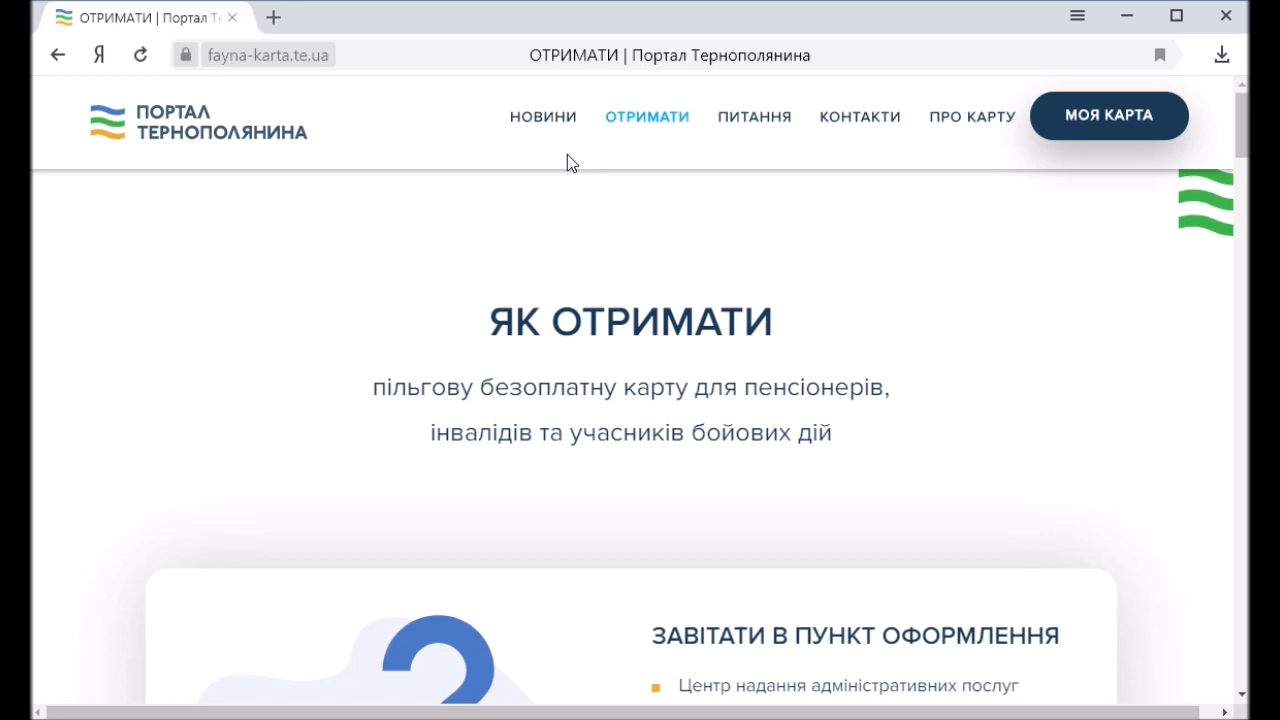 ОТРИМАТИ | Портал Те
Я
fayna-karta.te.ua
ОТРИМАТИ | Портал Тернополянина
ПОРТАЛ
ТЕРНОПОЛЯНИНА
НОВИНИ
ОТРИМАТИ
ПИТАННЯ
КОНТАКТИ
ПРО КАРТУ
МОЯ КАРТА
ЯК ОТРИМАТИ
пільгову безоплатну карту для пенсіонерів,
інвалідів та учасників бойових дій
ЗАВІТАТИ В ПУНКТ ОФОРМЛЕННЯ
Центр надання адміністративних послуг